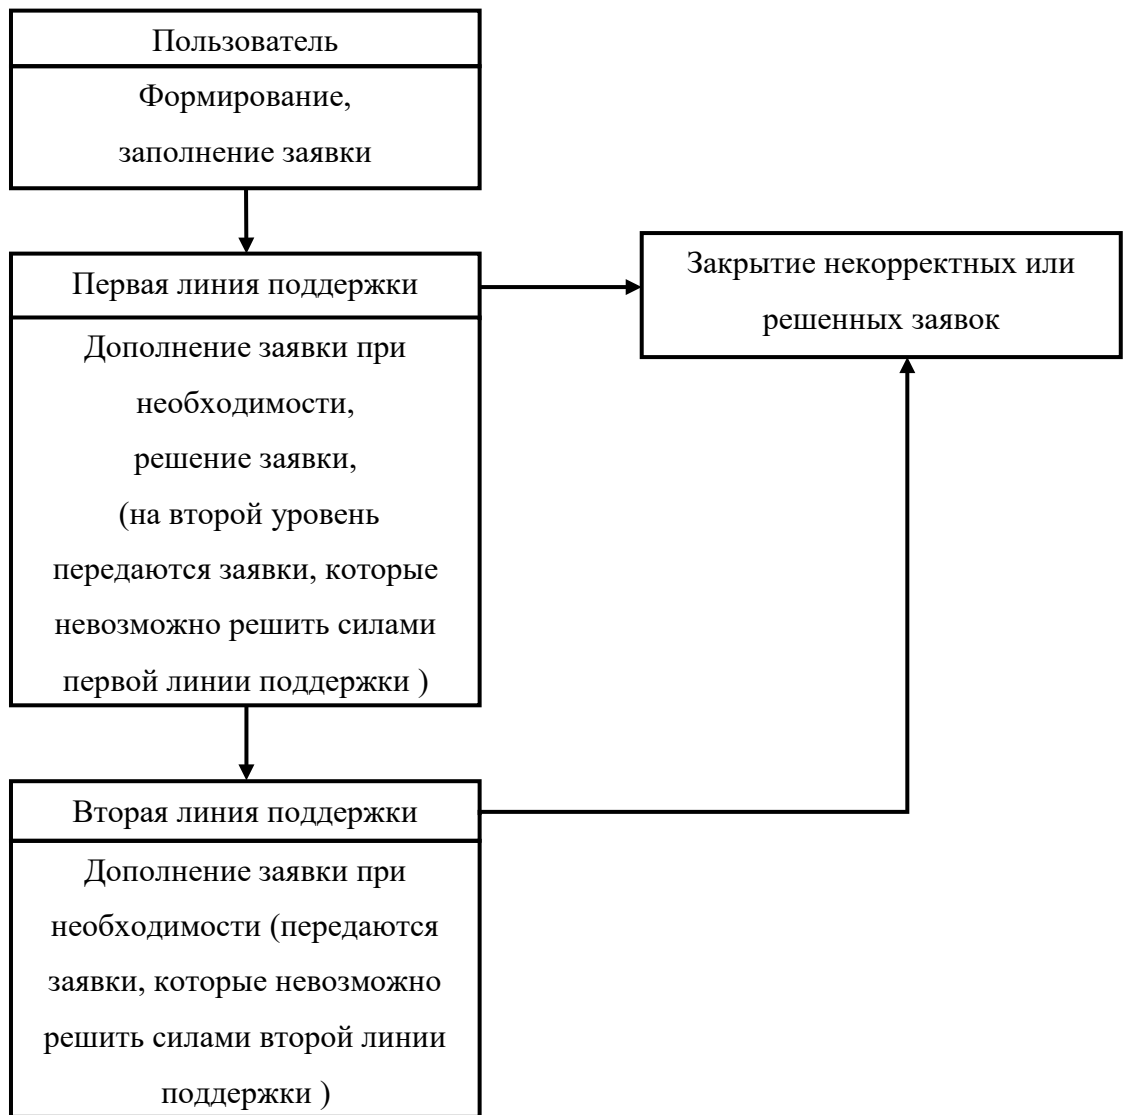 Пользователь
Формирование,
заполнение заявки
Первая линия поддержки
Закрытие некорректных или
решенных заявок
Дополнение заявки при
необходимости,
решение заявки,
(на второй уровень
передаются заявки, которые
невозможно решить силами
первой линии поддержки )
Вторая линия поддержки
Дополнение заявки при
необходимости (передаются
заявки, которые невозможно
решить силами второй линии
поддержки )